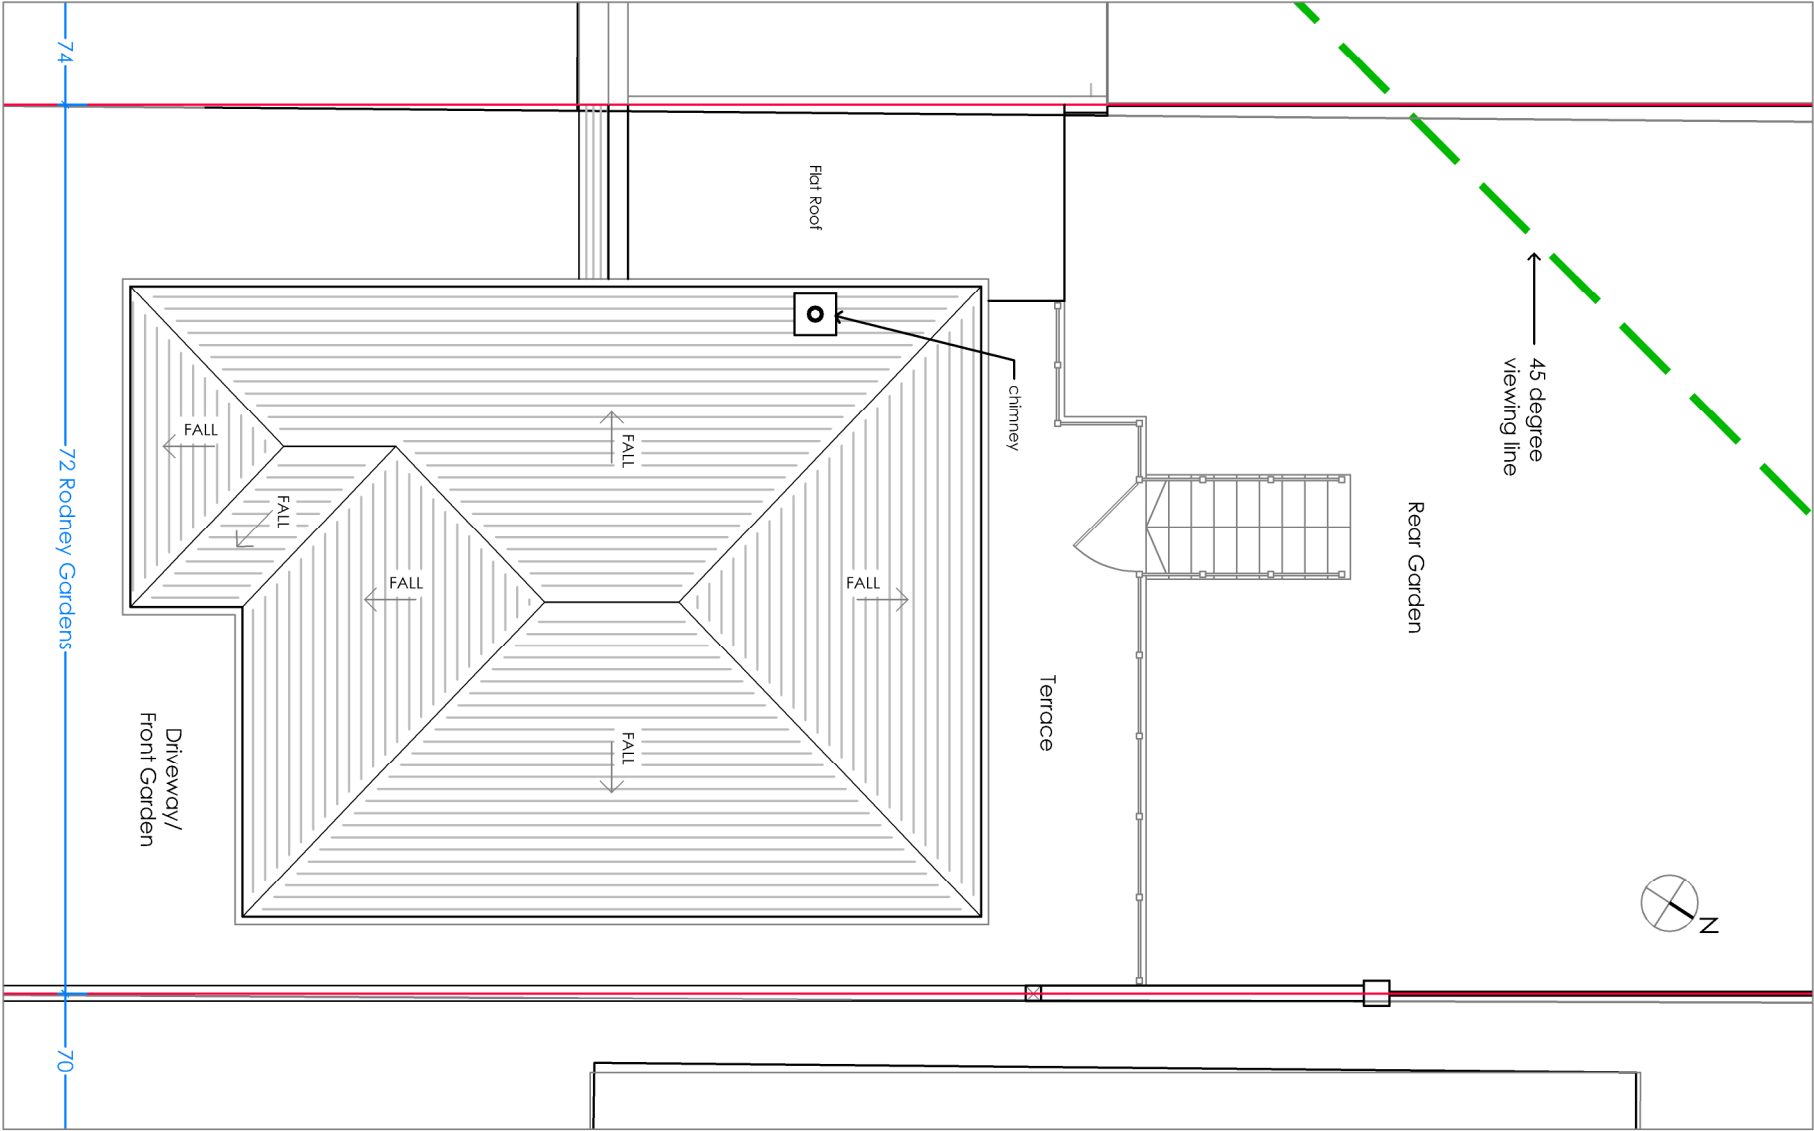 74
72 Rodney Gardens
70
Flat Roof
chimney
FALL
FALL
FALL
FALL
FALL
FALL
Driveway/
Front Garden
Terrace
Rear Garden
45 degree
viewing line
N